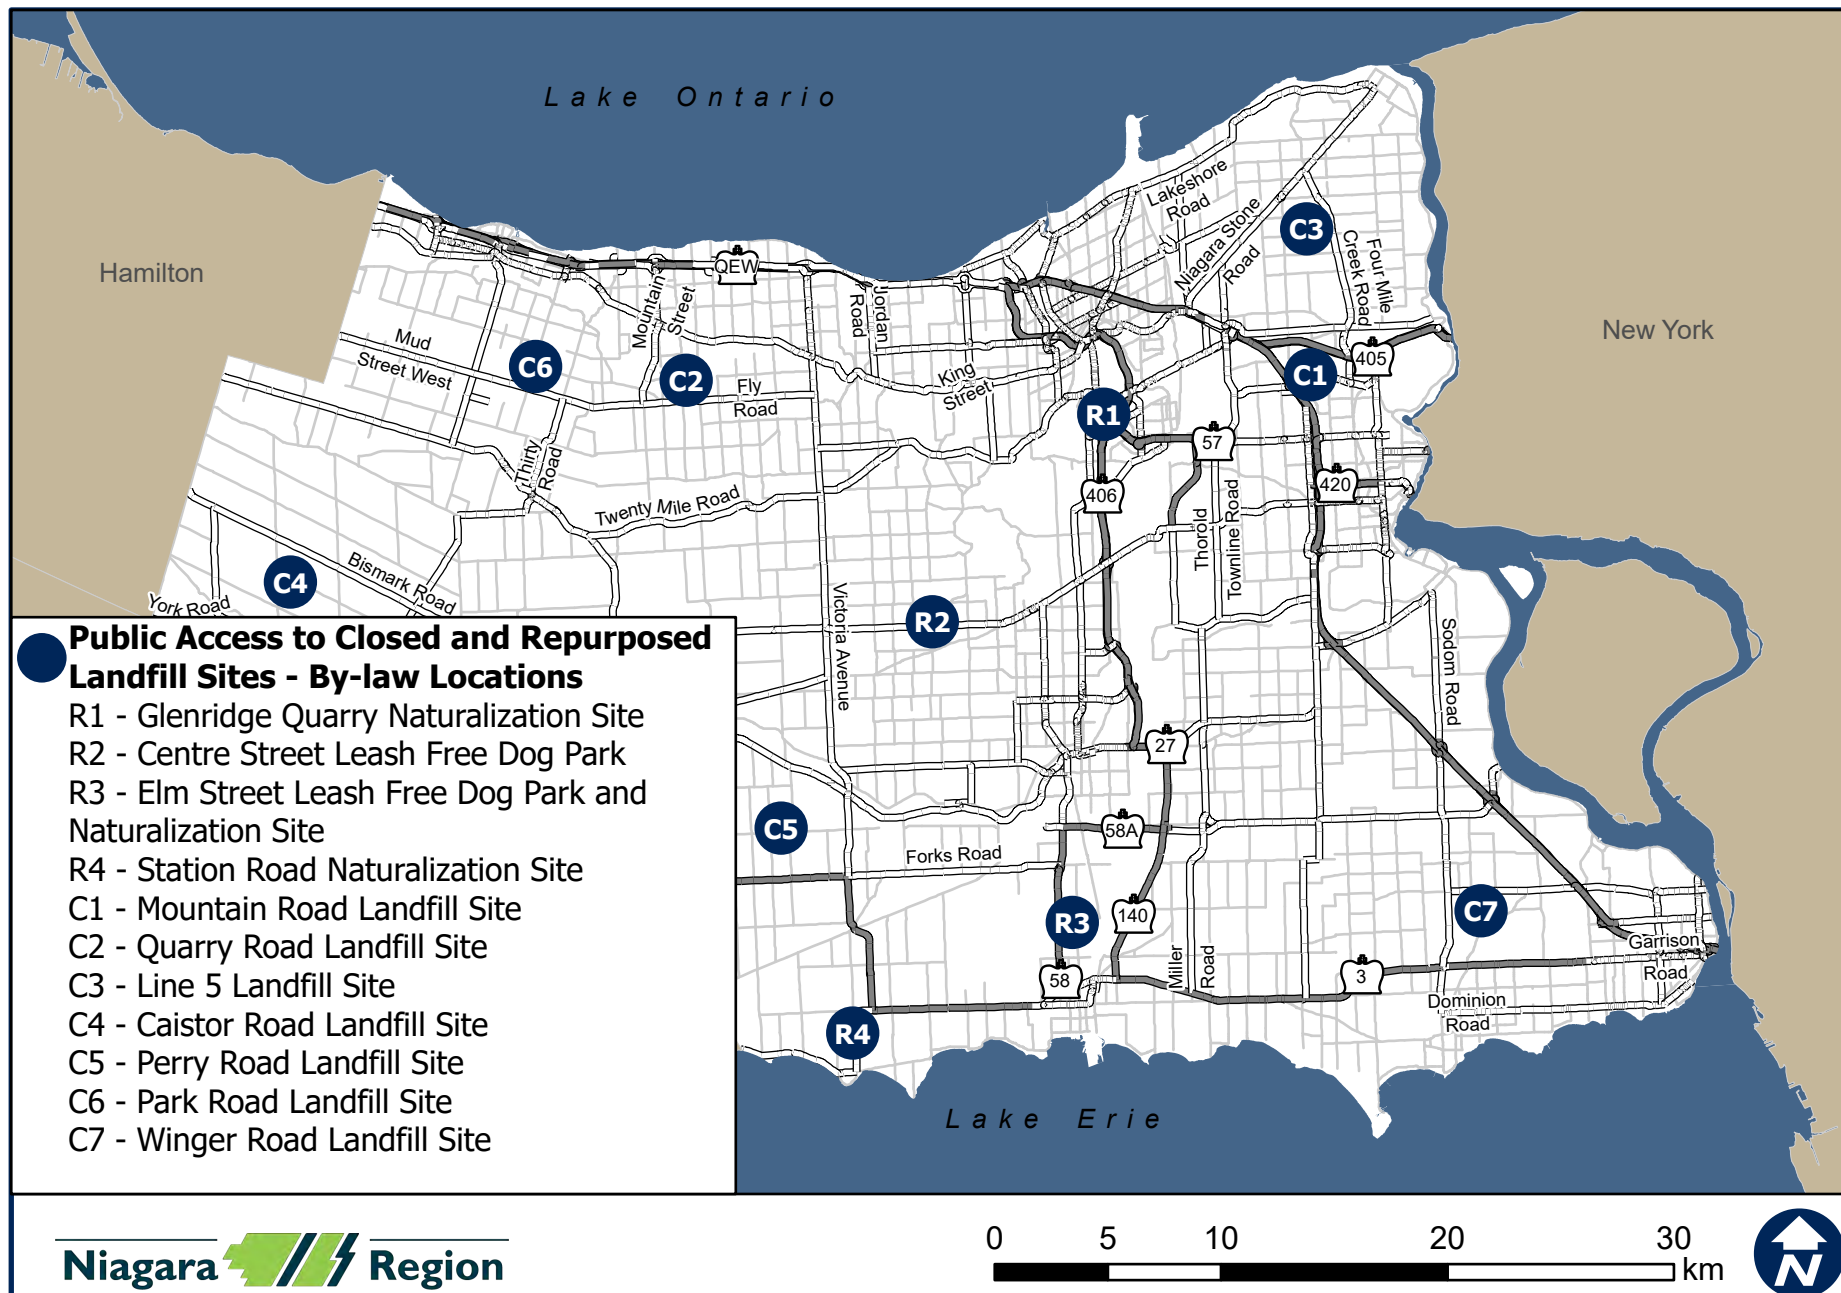 Lake Ontario
Hamilton
New York
Lakeshore
Road
Niagara Stone
Road
C3
Four Mile
Creek Road
QEW
Mountain
Street
Jordan
Road
Mud
Street West
C6
C2
Fly
Road
King
Street
C1
405
R1
57
406
420
Thirty
Road
Twenty Mile Road
Thorold
Townline Road
C4
Bismark Road
York Road
Victoria Avenue
R2
Sodom Road
27
C5
58A
Forks Road
R3
140
C7
58
Miller
Road
3
Garrison
Road
Dominion
Road
R4
Lake Erie
Public Access to Closed and Repurposed
Landfill Sites - By-law Locations
R1 - Glenridge Quarry Naturalization Site
R2 - Centre Street Leash Free Dog Park
R3 - Elm Street Leash Free Dog Park and
Naturalization Site
R4 - Station Road Naturalization Site
C1 - Mountain Road Landfill Site
C2 - Quarry Road Landfill Site
C3 - Line 5 Landfill Site
C4 - Caistor Road Landfill Site
C5 - Perry Road Landfill Site
C6 - Park Road Landfill Site
C7 - Winger Road Landfill Site
Niagara Region
0 5 10 20 30
km
N